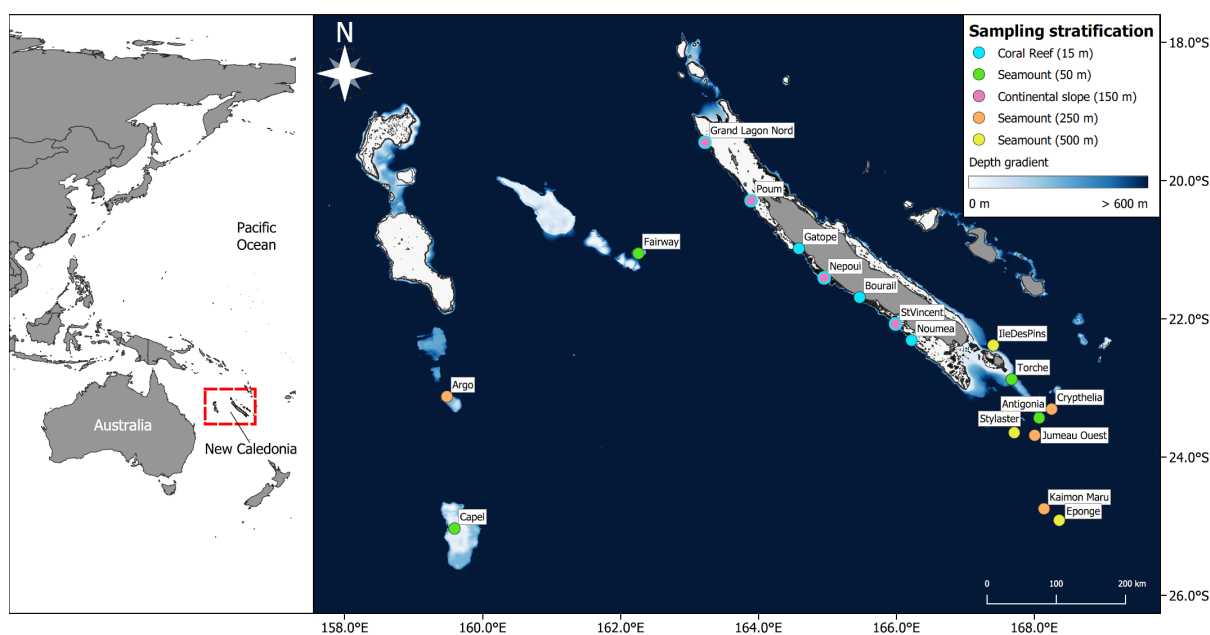 Pacific
Ocean
Australia
New Caledonia
N
Sampling stratification
Coral Reef (15 m)
Seamount (50 m)
Continental slope (150 m)
Seamount (250 m)
Seamount (500 m)
Depth gradient
0 m > 600 m
Grand Lagon Nord
Poum
Gatope
Fairway
Nepoui
Bourail
StVincent
Noumea
IleDesPins
Torche
Argo
Crypthelia
Antigonia
Stylaster
Jumeau Ouest
Kaimon Maru
Eponge
Capel
0 100 200 km
18.0°S
20.0°S
22.0°S
24.0°S
26.0°S
158.0°E 160.0°E 162.0°E 164.0°E 166.0°E 168.0°E